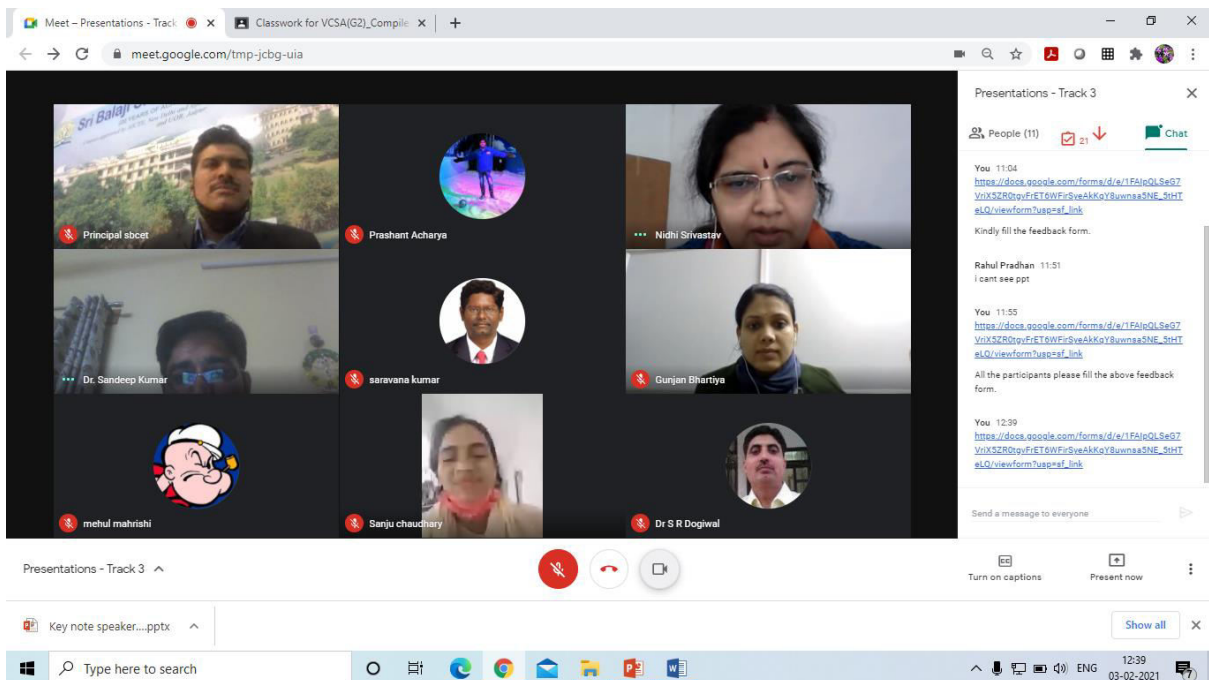 Meet – Presentations - Track
Classwork for VCSA(G2)_Compile
meet.google.com/tmp-jcbg-uia
Sri Balaji
Principal sbcet
Prashant Acharya
Nidhi Srivastav
Dr. Sandeep Kumar
saravana kumar
Gunjan Bhartiya
mehul mahrishi
Sanju chaudhary
Dr S R Dogiwal
Presentations - Track 3
People (11)
21
Chat
You 11:04
https://docs.google.com/forms/d/e/1FAIpQLSeG7
VriX5ZR0tgvFrET6WFirSveAkKqY8uwnsa5NE_5tHT
eLQ/viewform?usp=sf_link
Kindly fill the feedback form.
Rahul Pradhan 11:51
i cant see ppt
You 11:55
https://docs.google.com/forms/d/e/1FAIpQLSeG7
VriX5ZR0tgvFrET6WFirSveAkKqY8uwnsa5NE_5tHT
eLQ/viewform?usp=sf_link
All the participants please fill the above feedback
form.
You 12:39
https://docs.google.com/forms/d/e/1FAIpQLSeG7
VriX5ZR0tgvFrET6WFirSveAkKqY8uwnsa5NE_5tHT
eLQ/viewform?usp=sf_link
Send a message to everyone
Presentations - Track 3
CC
Turn on captions
Present now
Key note speaker....pptx
Show all
Type here to search
ENG
12:39
03-02-2021
7